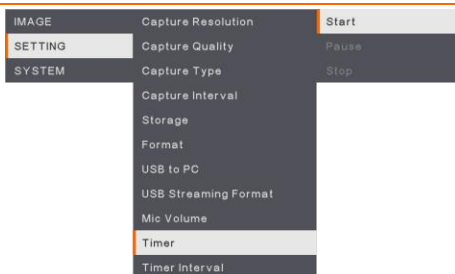 IMAGE
SETTING
SYSTEM
Capture Resolution
Capture Quality
Capture Type
Capture Interval
Storage
Format
USB to PC
USB Streaming Format
Mic Volume
Timer
Timer Interval
Start
Pause
Stop